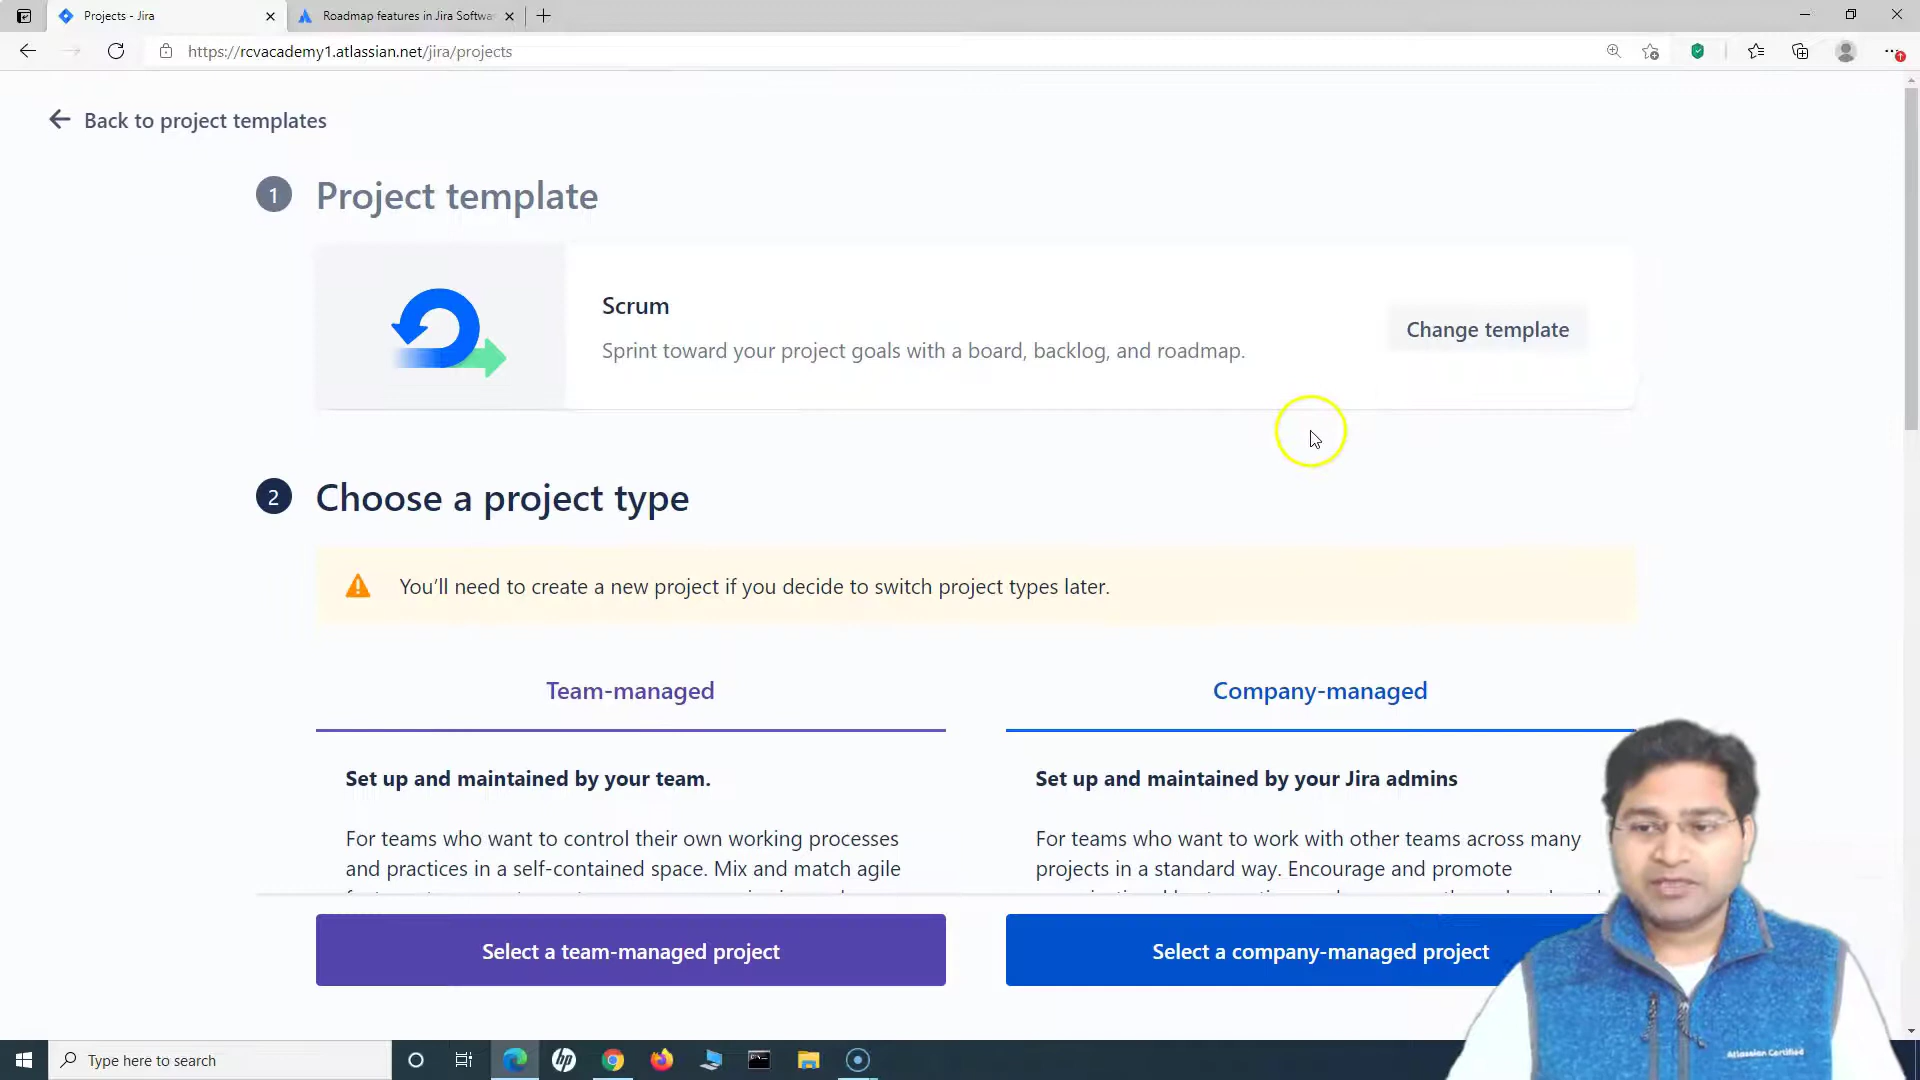 Projects - Jira
Roadmap features in Jira Softwa
https://rcvacademy1.atlassian.net/jira/projects
Back to project templates
1 Project template
Scrum
Sprint toward your project goals with a board, backlog, and roadmap.
Change template
2 Choose a project type
You'll need to create a new project if you decide to switch project types later.
Team-managed
Company-managed
Set up and maintained by your team.
Set up and maintained by your Jira admins
For teams who want to control their own working processes
and practices in a self-contained space. Mix and match agile
For teams who want to work with other teams across many
projects in a standard way. Encourage and promote
Select a team-managed project
Select a company-managed project
Type here to search
hp
Atlassian Certified